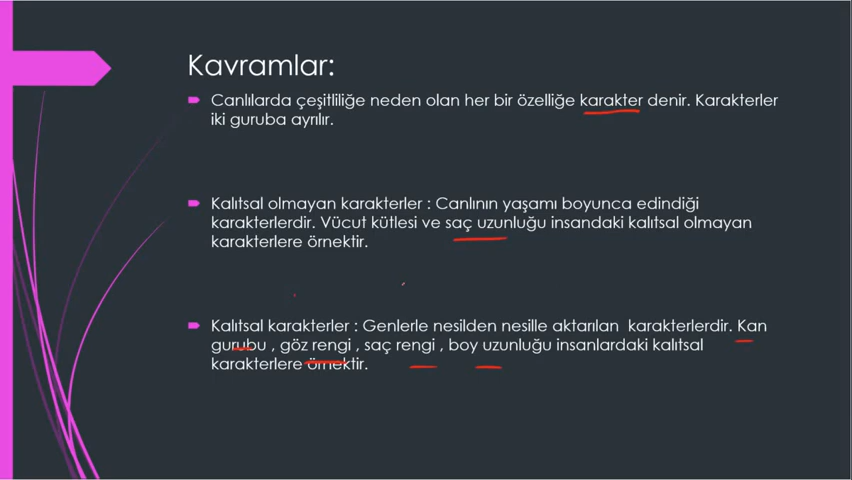 Kavramlar:
Canlılarda çeşitliliğe neden olan her bir özelliğe karakter denir. Karakterler
iki guruba ayrılır.
Kalıtsal olmayan karakterler : Canlının yaşamı boyunca edindiği
karakterlerdir. Vücut kütlesi ve saç uzunluğu insandaki kalıtsal olmayan
karakterlere örnektir.
Kalıtsal karakterler : Genlerle nesilden nesille aktarılan karakterlerdir. Kan
gurubu , göz rengi , saç rengi , boy uzunluğu insanlardaki kalıtsal
karakterlere örnektir.